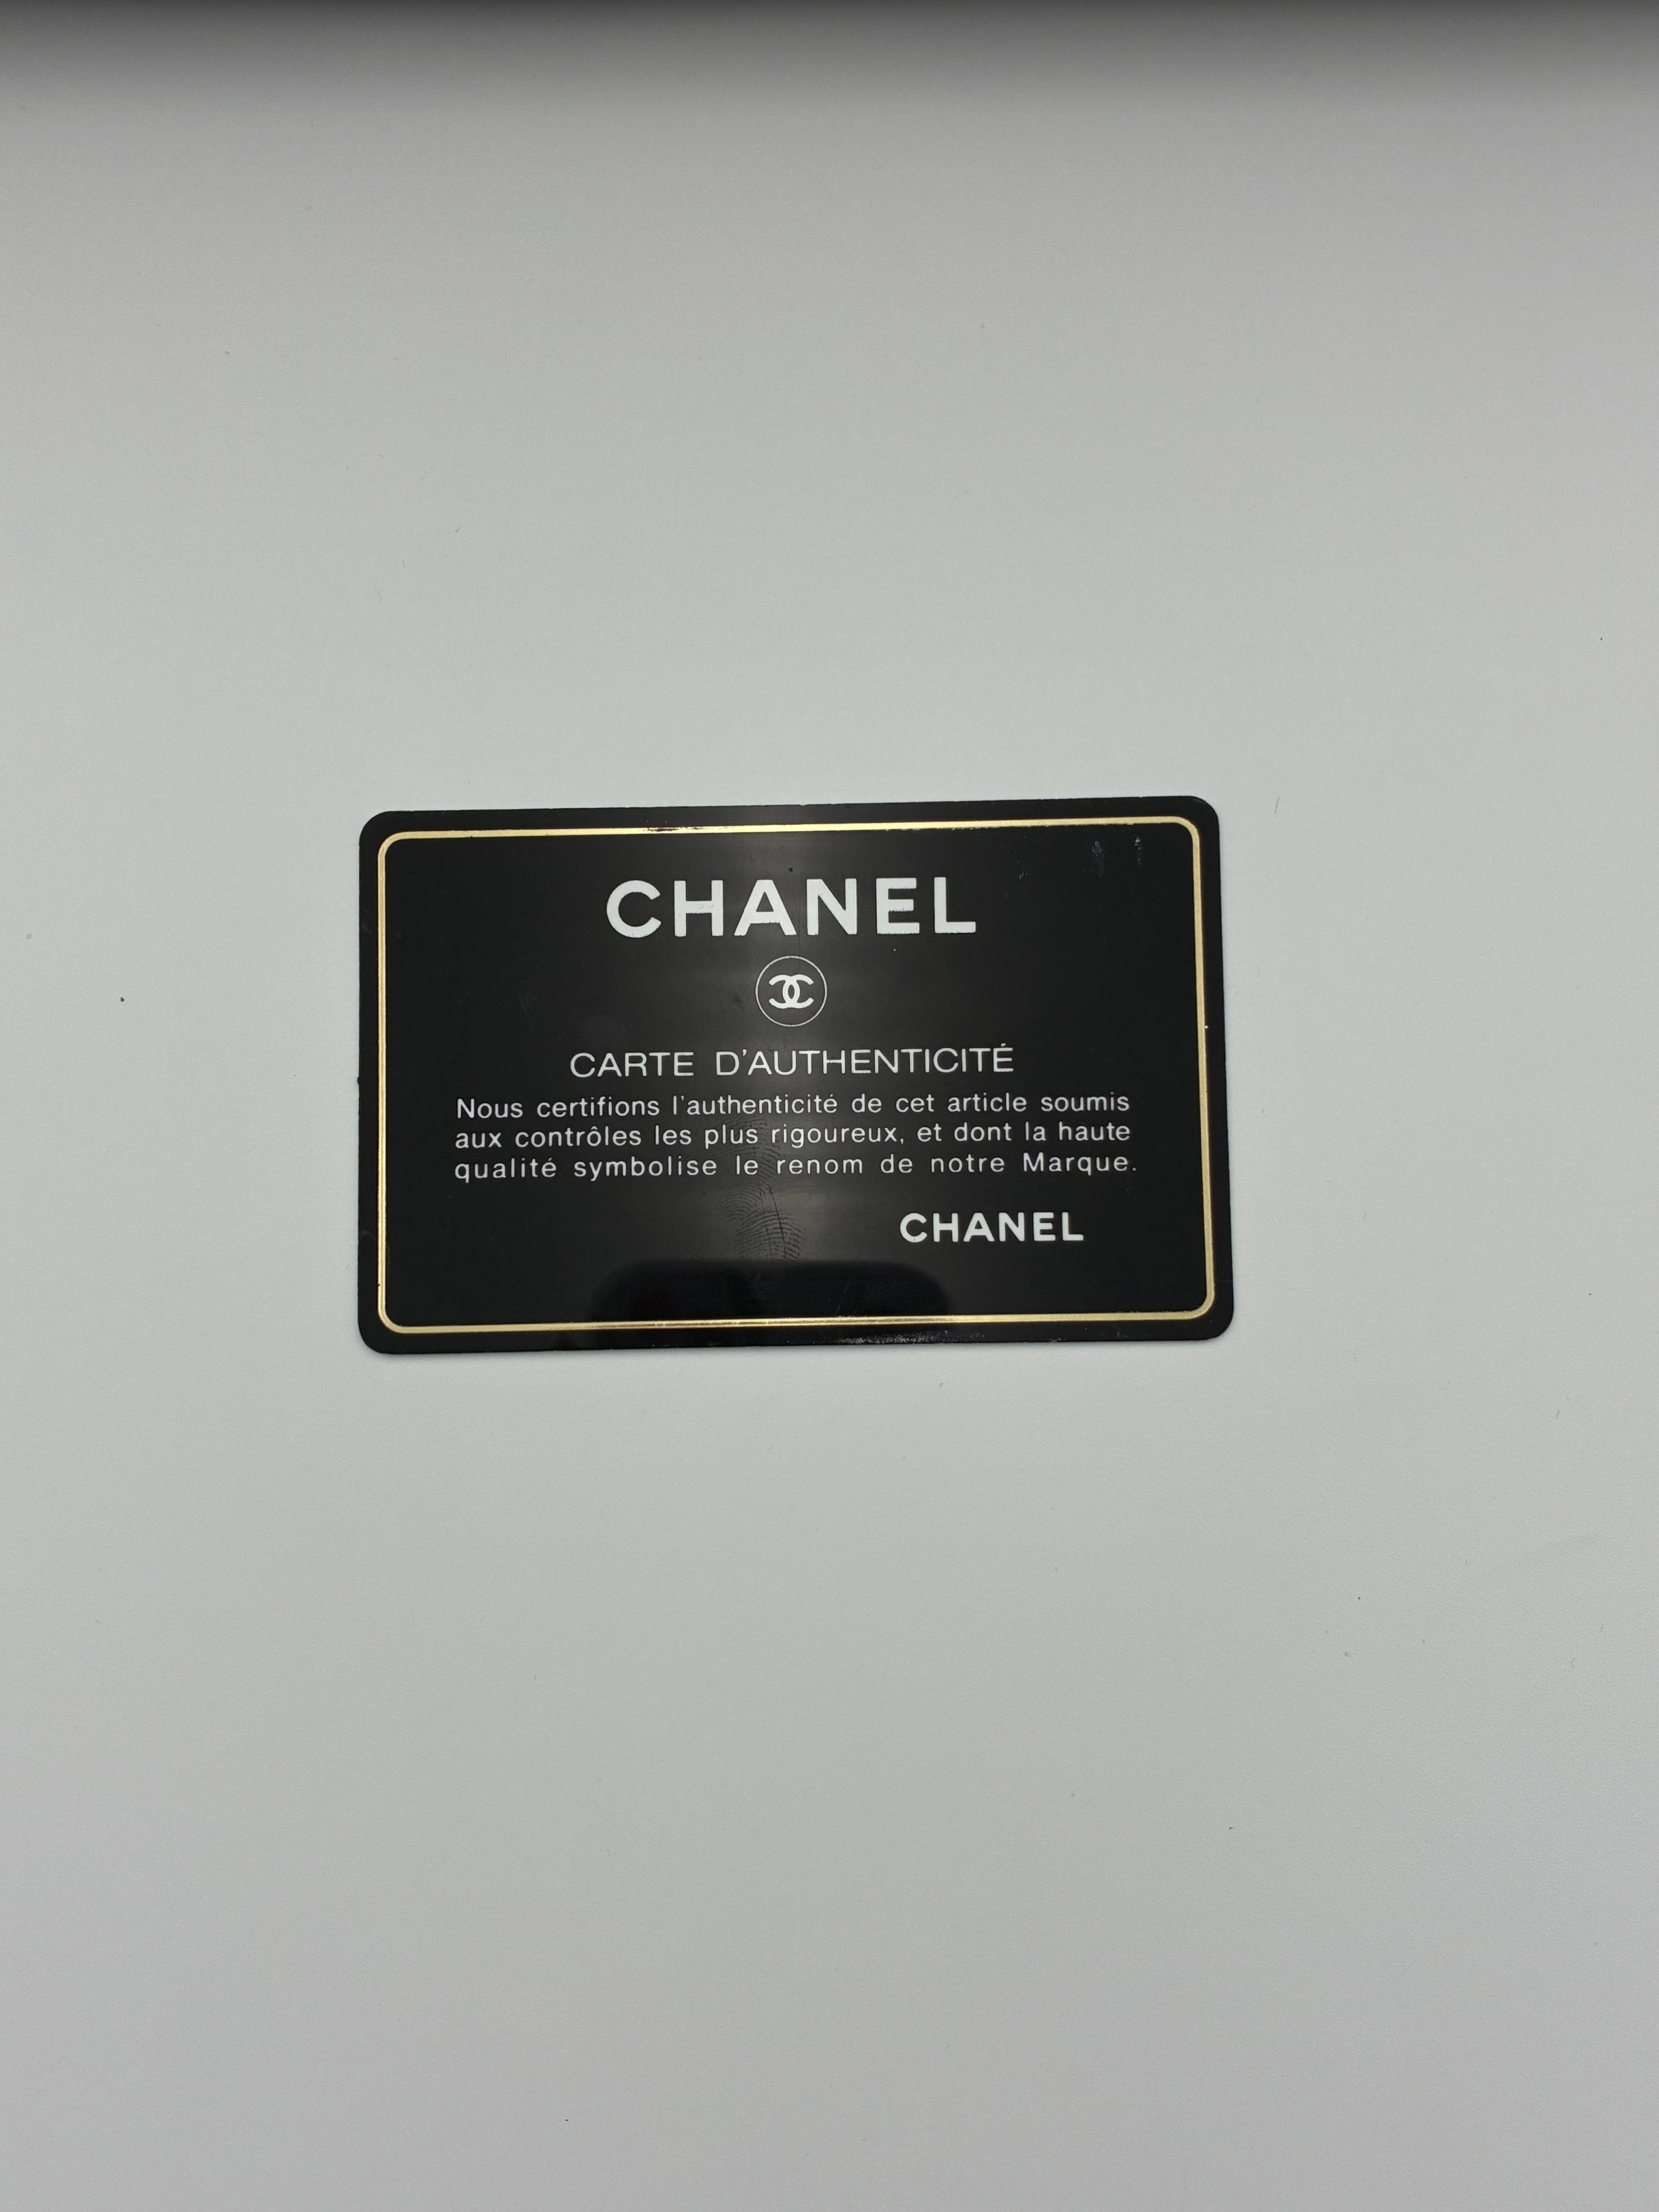 CHANEL
CARTE D'AUTHENTICITÉ
Nous certifions l'authenticité de cet article soumis
aux contrôles les plus rigoureux, et dont la haute
qualité symbolise le renom de notre Marque.
CHANEL